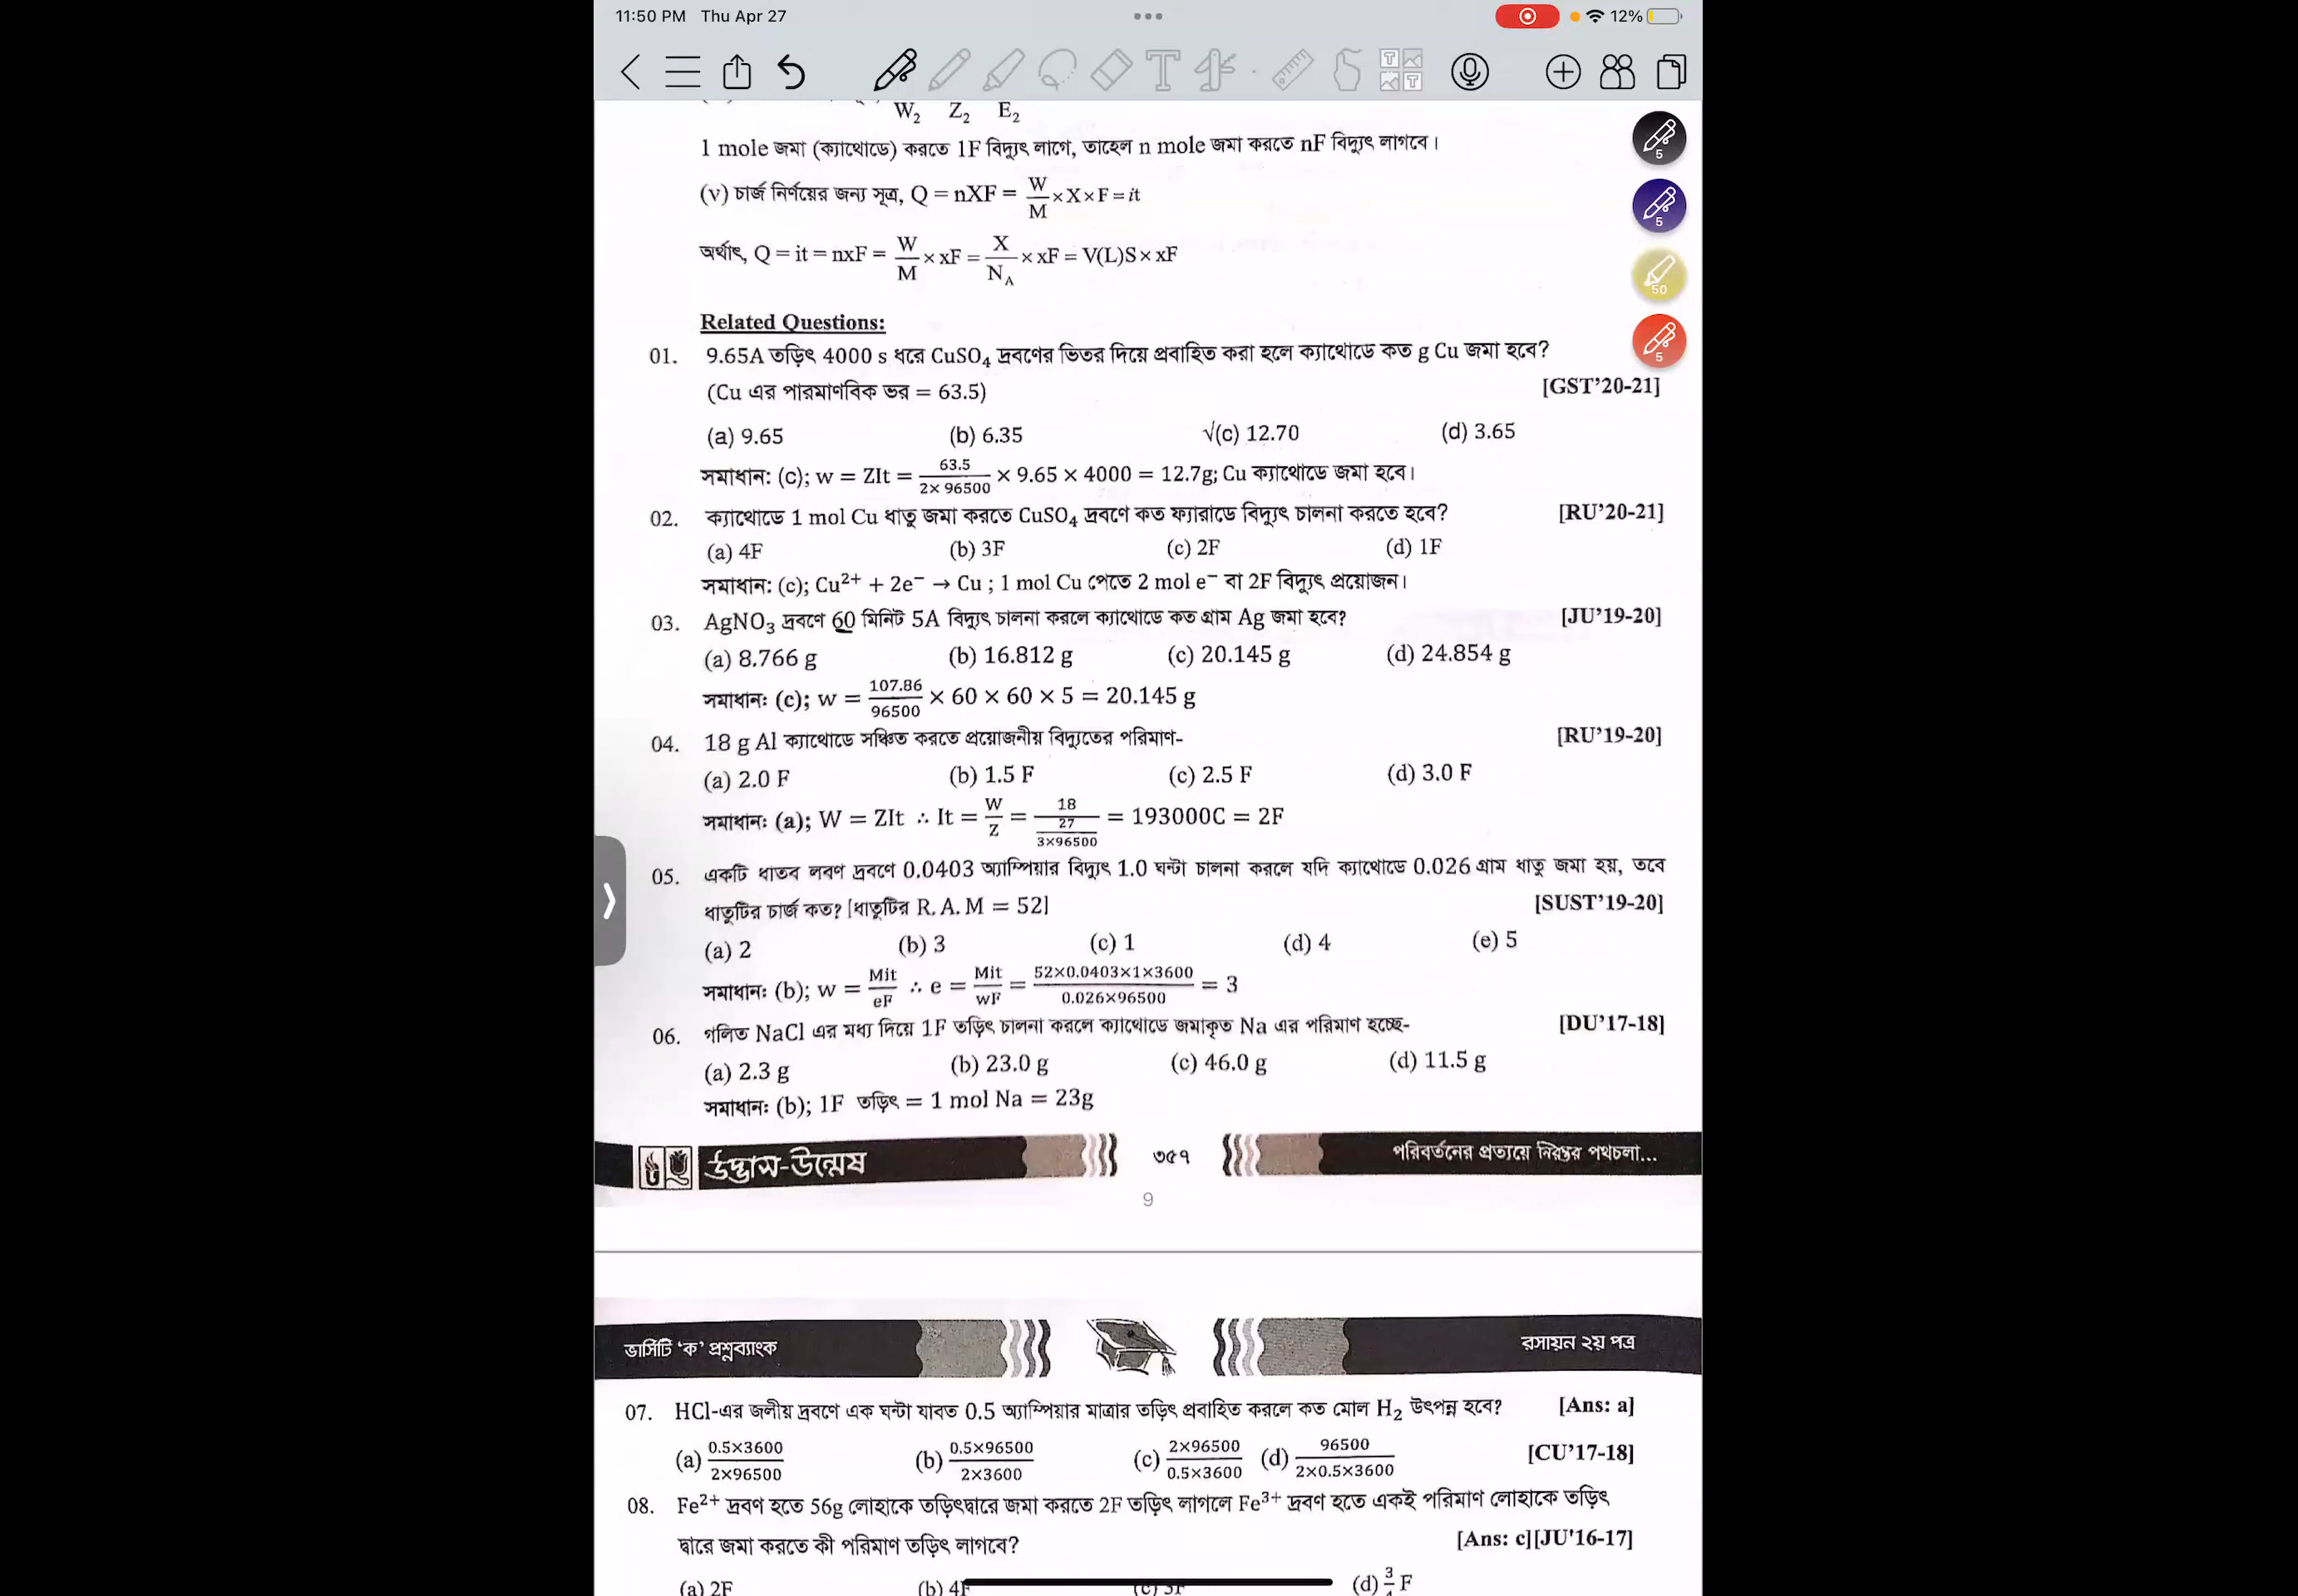 11:50 PM Thu Apr 27
12%
W₂ Z₂ E₂
1 mole জমা (ক্যাথোডে) করতে 1F বিদ্যুৎ লাগে, তাহেল n mole জমা করতে nF বিদ্যুৎ লাগবে।
(v) চার্জ নির্ণয়ের জন্য সূত্র, Q = nXF = W/M × X × F = it
অর্থাৎ, Q = it = nxF = W/M × xF = X/N_A × xF = V(L)S × xF
Related Questions:
01. 9.65A তড়িৎ 4000 s ধরে CuSO₄ দ্রবণের ভিতর দিয়ে প্রবাহিত করা হলে ক্যাথোডে কত g Cu জমা হবে?
(Cu এর পারমাণবিক ভর = 63.5) [GST’20-21]
(a) 9.65 (b) 6.35 √(c) 12.70 (d) 3.65
সমাধান: (c); w = ZIt = 63.5/(2× 96500) × 9.65 × 4000 = 12.7g; Cu ক্যাথোডে জমা হবে।
02. ক্যাথোডে 1 mol Cu ধাতু জমা করতে CuSO₄ দ্রবণে কত ফ্যারাডে বিদ্যুৎ চালনা করতে হবে? [RU’20-21]
(a) 4F (b) 3F (c) 2F (d) 1F
সমাধান: (c); Cu²⁺ + 2e⁻ → Cu ; 1 mol Cu পেতে 2 mol e⁻ বা 2F বিদ্যুৎ প্রয়োজন।
03. AgNO₃ দ্রবণে 60 মিনিট 5A বিদ্যুৎ চালনা করলে ক্যাথোডে কত গ্রাম Ag জমা হবে? [JU’19-20]
(a) 8.766 g (b) 16.812 g (c) 20.145 g (d) 24.854 g
সমাধানঃ (c); w = 107.86/96500 × 60 × 60 × 5 = 20.145 g
04. 18 g Al ক্যাথোডে সঞ্চিত করতে প্রয়োজনীয় বিদ্যুতের পরিমাণ- [RU’19-20]
(a) 2.0 F (b) 1.5 F (c) 2.5 F (d) 3.0 F
সমাধানঃ (a); W = ZIt ∴ It = W/Z = 18/(27/(3×96500)) = 193000C = 2F
05. একটি ধাতব লবণ দ্রবণে 0.0403 অ্যাম্পিয়ার বিদ্যুৎ 1.0 ঘন্টা চালনা করলে যদি ক্যাথোডে 0.026 গ্রাম ধাতু জমা হয়, তবে
ধাতুটির চার্জ কত? [ধাতুটির R. A. M = 52] [SUST’19-20]
(a) 2 (b) 3 (c) 1 (d) 4 (e) 5
সমাধানঃ (b); w = Mit/eF ∴ e = Mit/wF = (52×0.0403×1×3600)/(0.026×96500) = 3
06. গলিত NaCl এর মধ্য দিয়ে 1F তড়িৎ চালনা করলে ক্যাথোডে জমাকৃত Na এর পরিমাণ হচ্ছে- [DU’17-18]
(a) 2.3 g (b) 23.0 g (c) 46.0 g (d) 11.5 g
সমাধানঃ (b); 1F তড়িৎ = 1 mol Na = 23g
উদ্ভাস-উন্মেষ ৩৫৭ পরিবর্তনের প্রত্যয়ে নিরন্তর পথচলা...
9
ভার্সিটি ‘ক’ প্রশ্নব্যাংক রসায়ন ২য় পত্র
07. HCl-এর জলীয় দ্রবণে এক ঘন্টা যাবত 0.5 অ্যাম্পিয়ার মাত্রার তড়িৎ প্রবাহিত করলে কত মোল H₂ উৎপন্ন হবে? [Ans: a]
(a) (0.5×3600)/(2×96500) (b) (0.5×96500)/(2×3600) (c) (2×96500)/(0.5×3600) (d) 96500/(2×0.5×3600) [CU’17-18]
08. Fe²⁺ দ্রবণ হতে 56g লোহাকে তড়িৎদ্বারে জমা করতে 2F তড়িৎ লাগলে Fe³⁺ দ্রবণ হতে একই পরিমাণ লোহাকে তড়িৎ
দ্বারে জমা করতে কী পরিমাণ তড়িৎ লাগবে? [Ans: c][JU'16-17]
(a) 2F (b) 4F (c) 3F (d) F